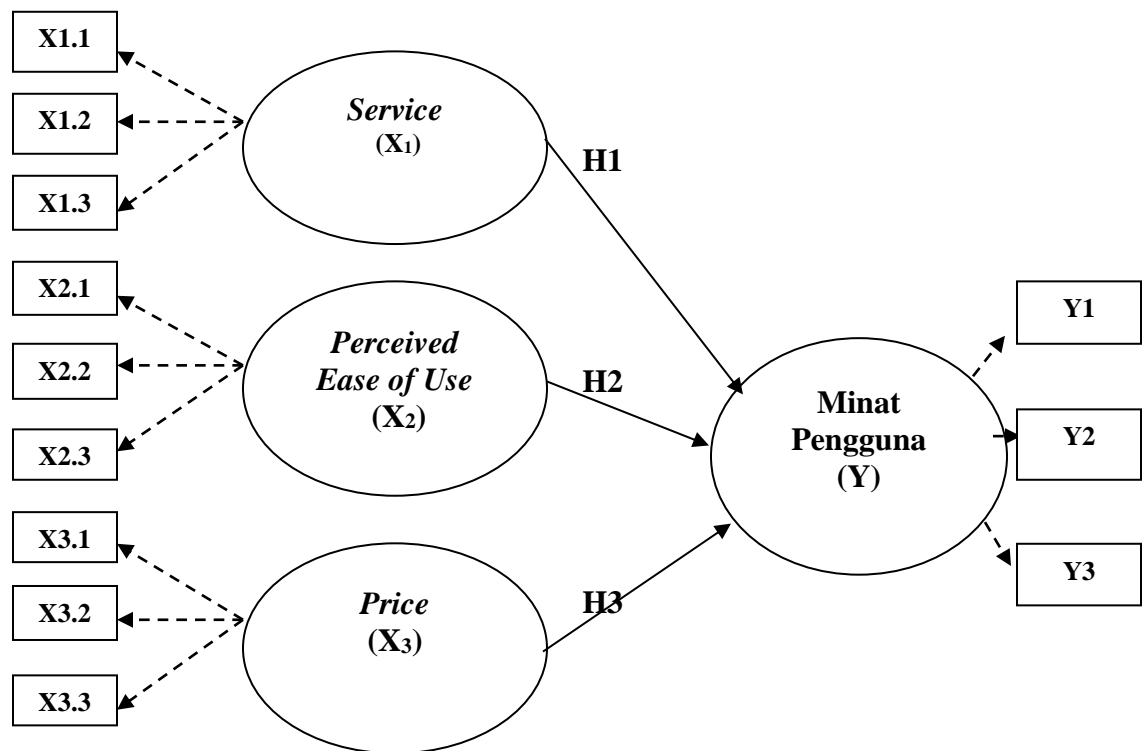 X1.1
X1.2
X1.3
Service
(X₁)
H1
X2.1
X2.2
X2.3
Perceived
Ease of Use
(X₂)
H2
X3.1
X3.2
X3.3
Price
(X₃)
H3
Minat
Pengguna
(Y)
Y1
Y2
Y3